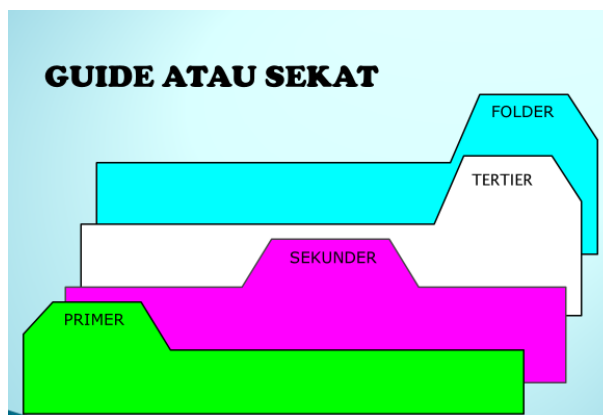 GUIDE ATAU SEKAT
FOLDER
TERTIER
SEKUNDER
PRIMER